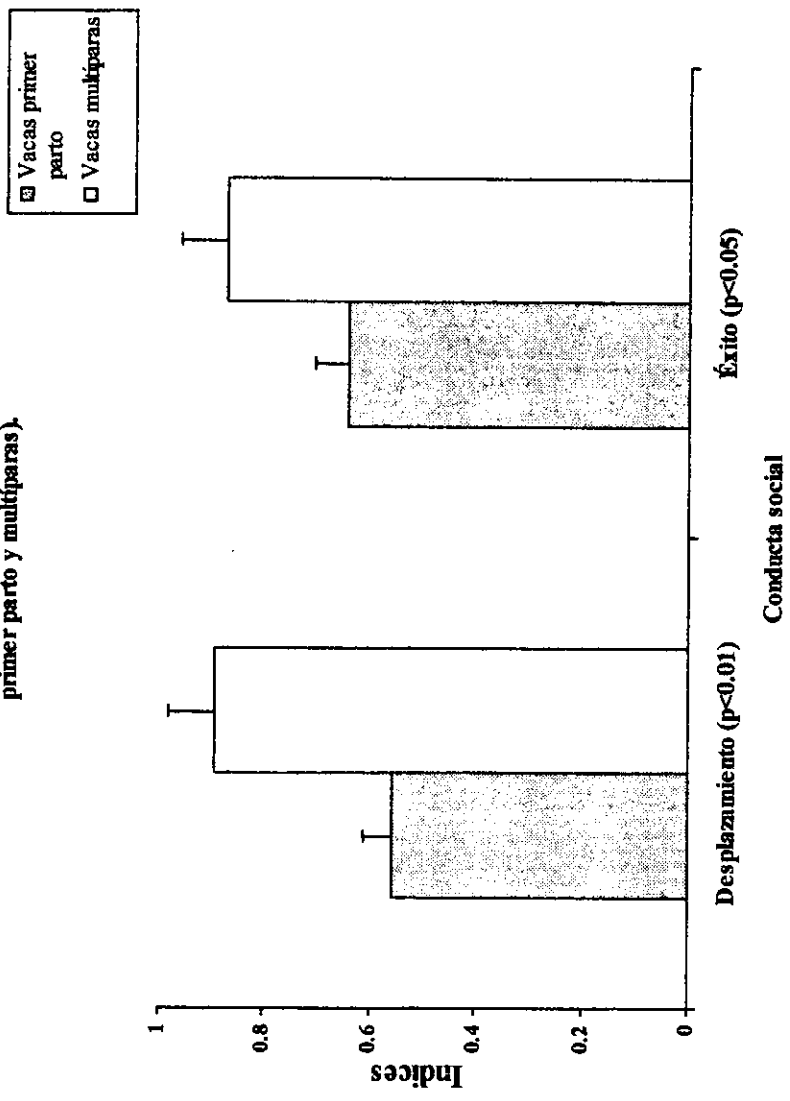 primer parto y multíparas).
Vacas primer
parto
Vacas multíparas
Indices
1
0.8
0.6
0.4
0.2
0
Desplazamiento (p<0.01)
Éxito (p<0.05)
Conducta social